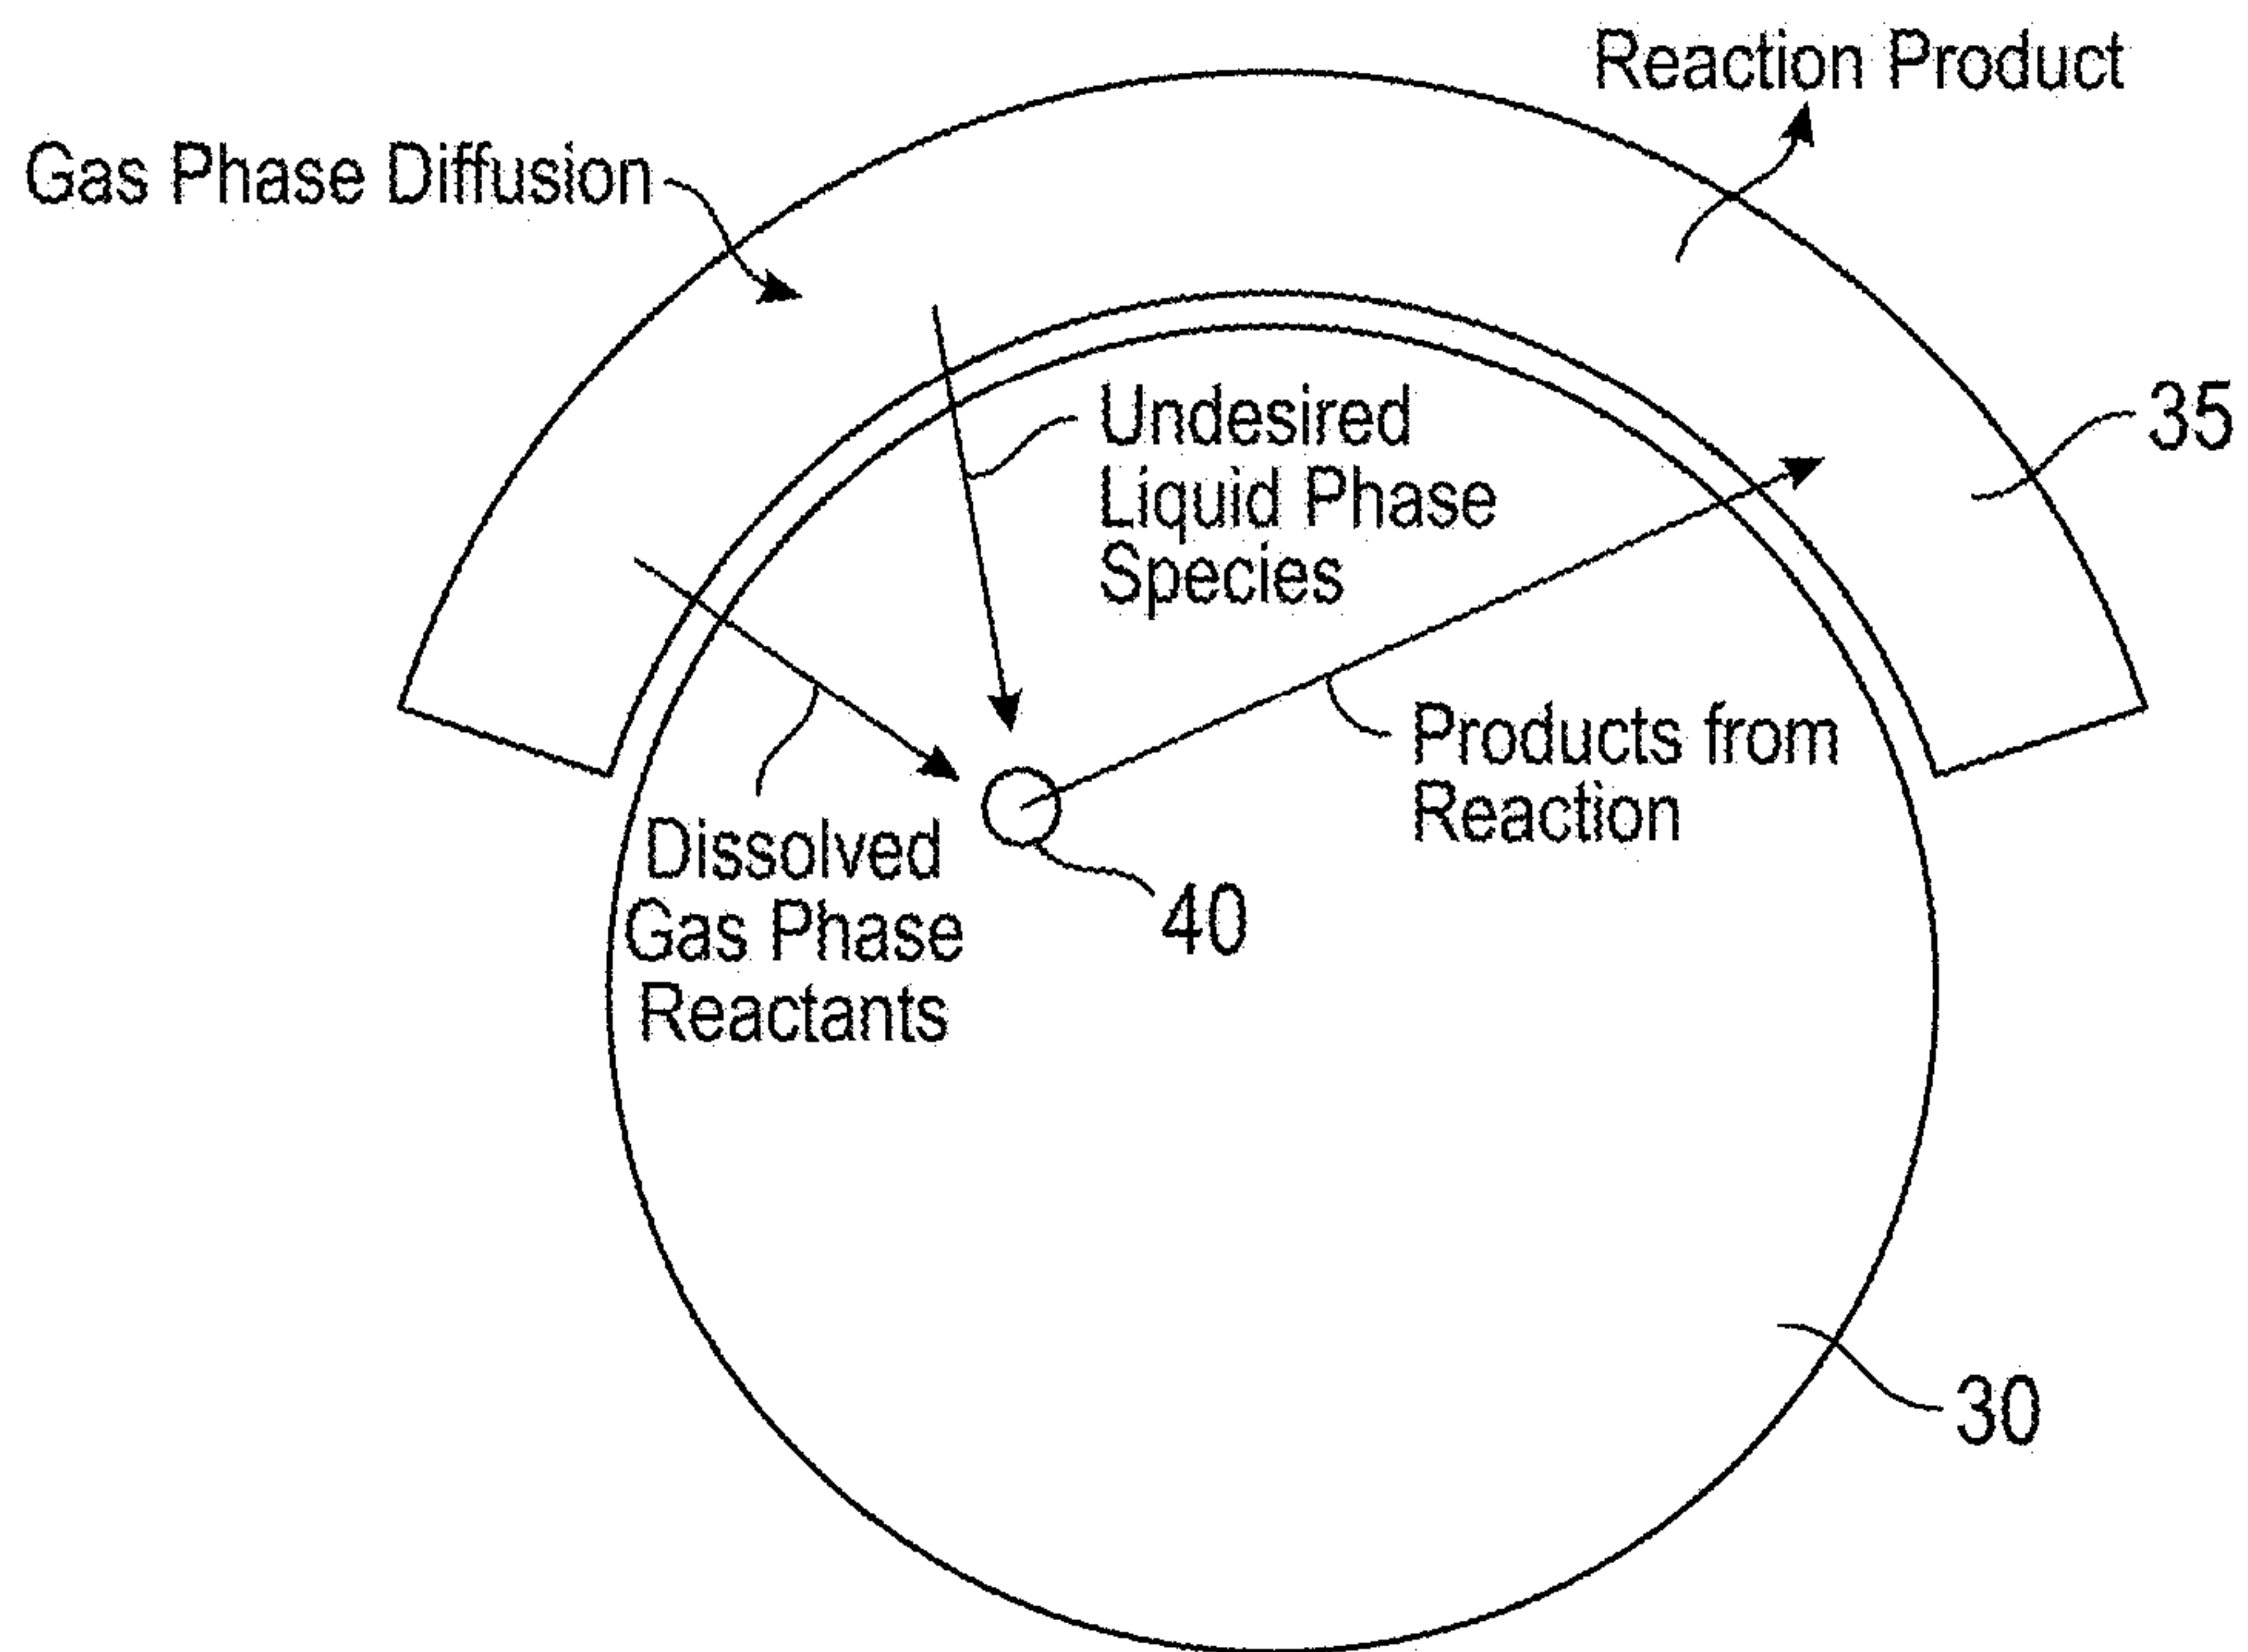 Reaction Product
Gas Phase Diffusion
35
Undesired
Liquid Phase
Species
Products from
Reaction
Dissolved
Gas Phase
Reactants
40
30